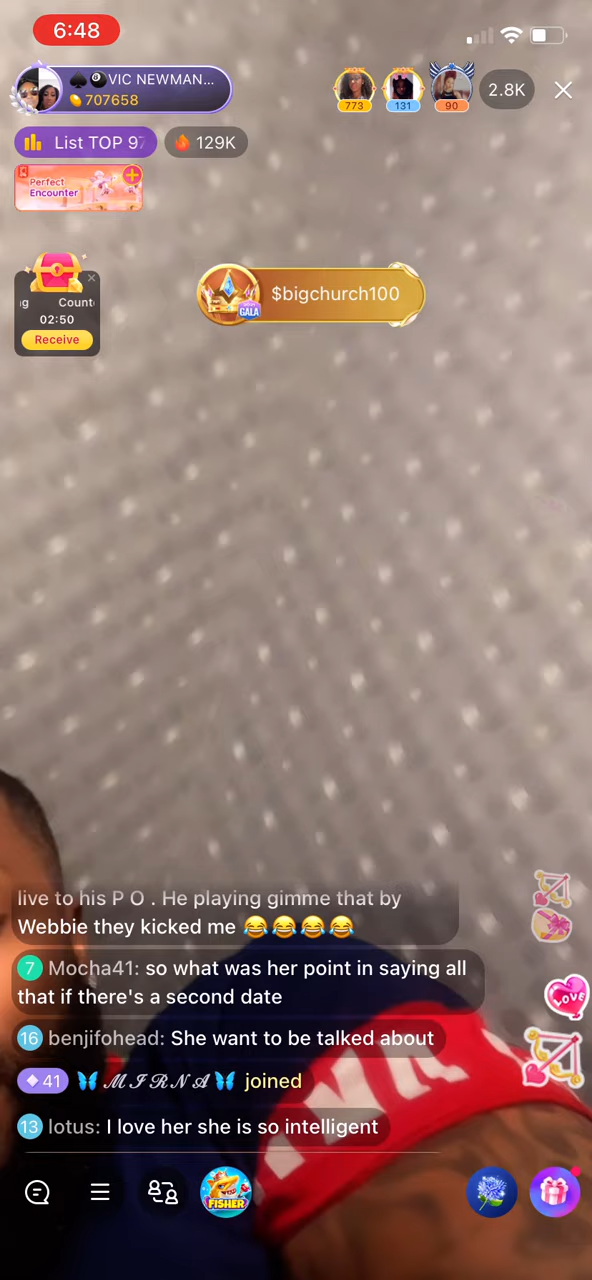 6:48
♠️🎱VIC NEWMAN...
707658
773
131
90
2.8K
List TOP 97
129K
Perfect
Encounter
Count
02:50
Receive
$bigchurch100
GALA
live to his P O . He playing gimme that by
Webbie they kicked me 😂😂😂😂
7 Mocha41: so what was her point in saying all
that if there's a second date
16 benjifohead: She want to be talked about
41 🦋 ℳ ℐ ℛ𝒩 𝒜 🦋 joined
13 lotus: I love her she is so intelligent
LOVE
FISHER